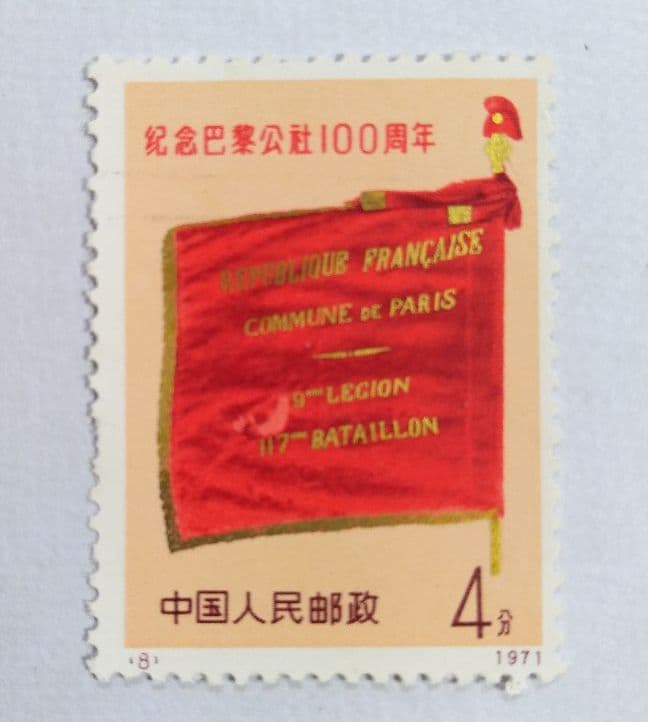 纪念巴黎公社100周年
REPUBLIQUE FRANÇAISE
COMMUNE DE PARIS
9me LEGION
117me BATAILLON
中国人民邮政
4分
(8)
1971